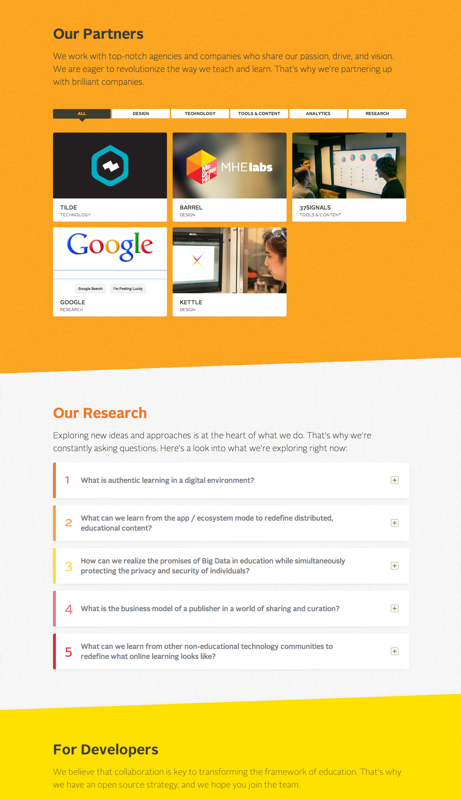 Our Partners
We work with top-notch agencies and companies who share our passion, drive, and vision.
We are eager to revolutionize the way we teach and learn. That's why we're partnering up
with brilliant companies.
ALL
DESIGN
TECHNOLOGY
TOOLS & CONTENT
ANALYTICS
RESEARCH
MHElabs
TILDE
TECHNOLOGY
BARREL
DESIGN
37SIGNALS
TOOLS & CONTENT
Google
Google Search
I'm Feeling Lucky
GOOGLE
RESEARCH
KETTLE
DESIGN
Our Research
Exploring new ideas and approaches is at the heart of what we do. That's why we're
constantly asking questions. Here's a look into what we're exploring right now:
1 What is authentic learning in a digital environment?
2 What can we learn from the app / ecosystem mode to redefine distributed,
educational content?
3 How can we realize the promises of Big Data in education while simultaneously
protecting the privacy and security of individuals?
4 What is the business model of a publisher in a world of sharing and curation?
5 What can we learn from other non-educational technology communities to
redefine what online learning looks like?
For Developers
We believe that collaboration is key to transforming the framework of education. That's why
we have an open source strategy, and we hope you join the team.